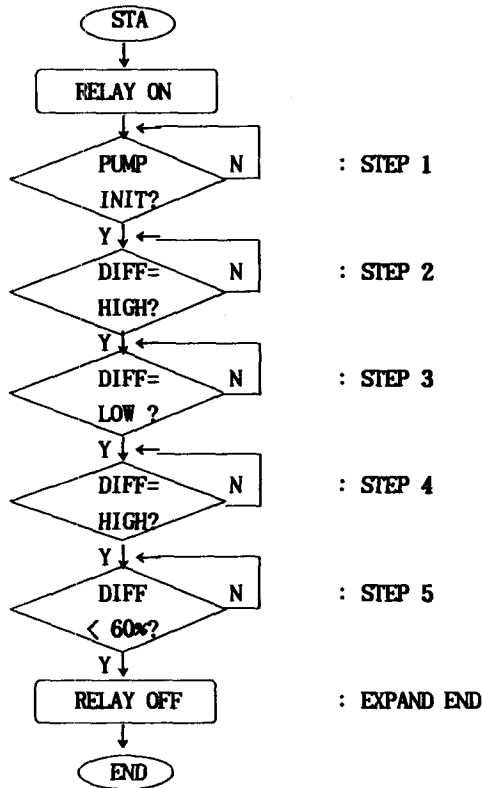 STA
RELAY ON
PUMP N : STEP 1
INIT?
Y
DIFF= N : STEP 2
HIGH?
Y
DIFF= N : STEP 3
LOW ?
Y
DIFF= N : STEP 4
HIGH?
Y
DIFF N : STEP 5
< 60%?
Y
RELAY OFF : EXPAND END
END